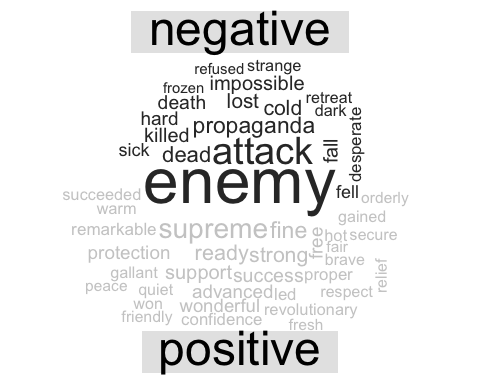 negative
refused strange
frozen impossible
death lost cold retreat
hard dark
killed propaganda desperate
sick dead attack fall
enemy fell
succeeded orderly
warm gained
remarkable supreme fine free hot secure
protection ready strong fair
brave
gallant support success proper relief
peace quiet advanced led respect
won wonderful revolutionary
friendly confidence fresh
positive